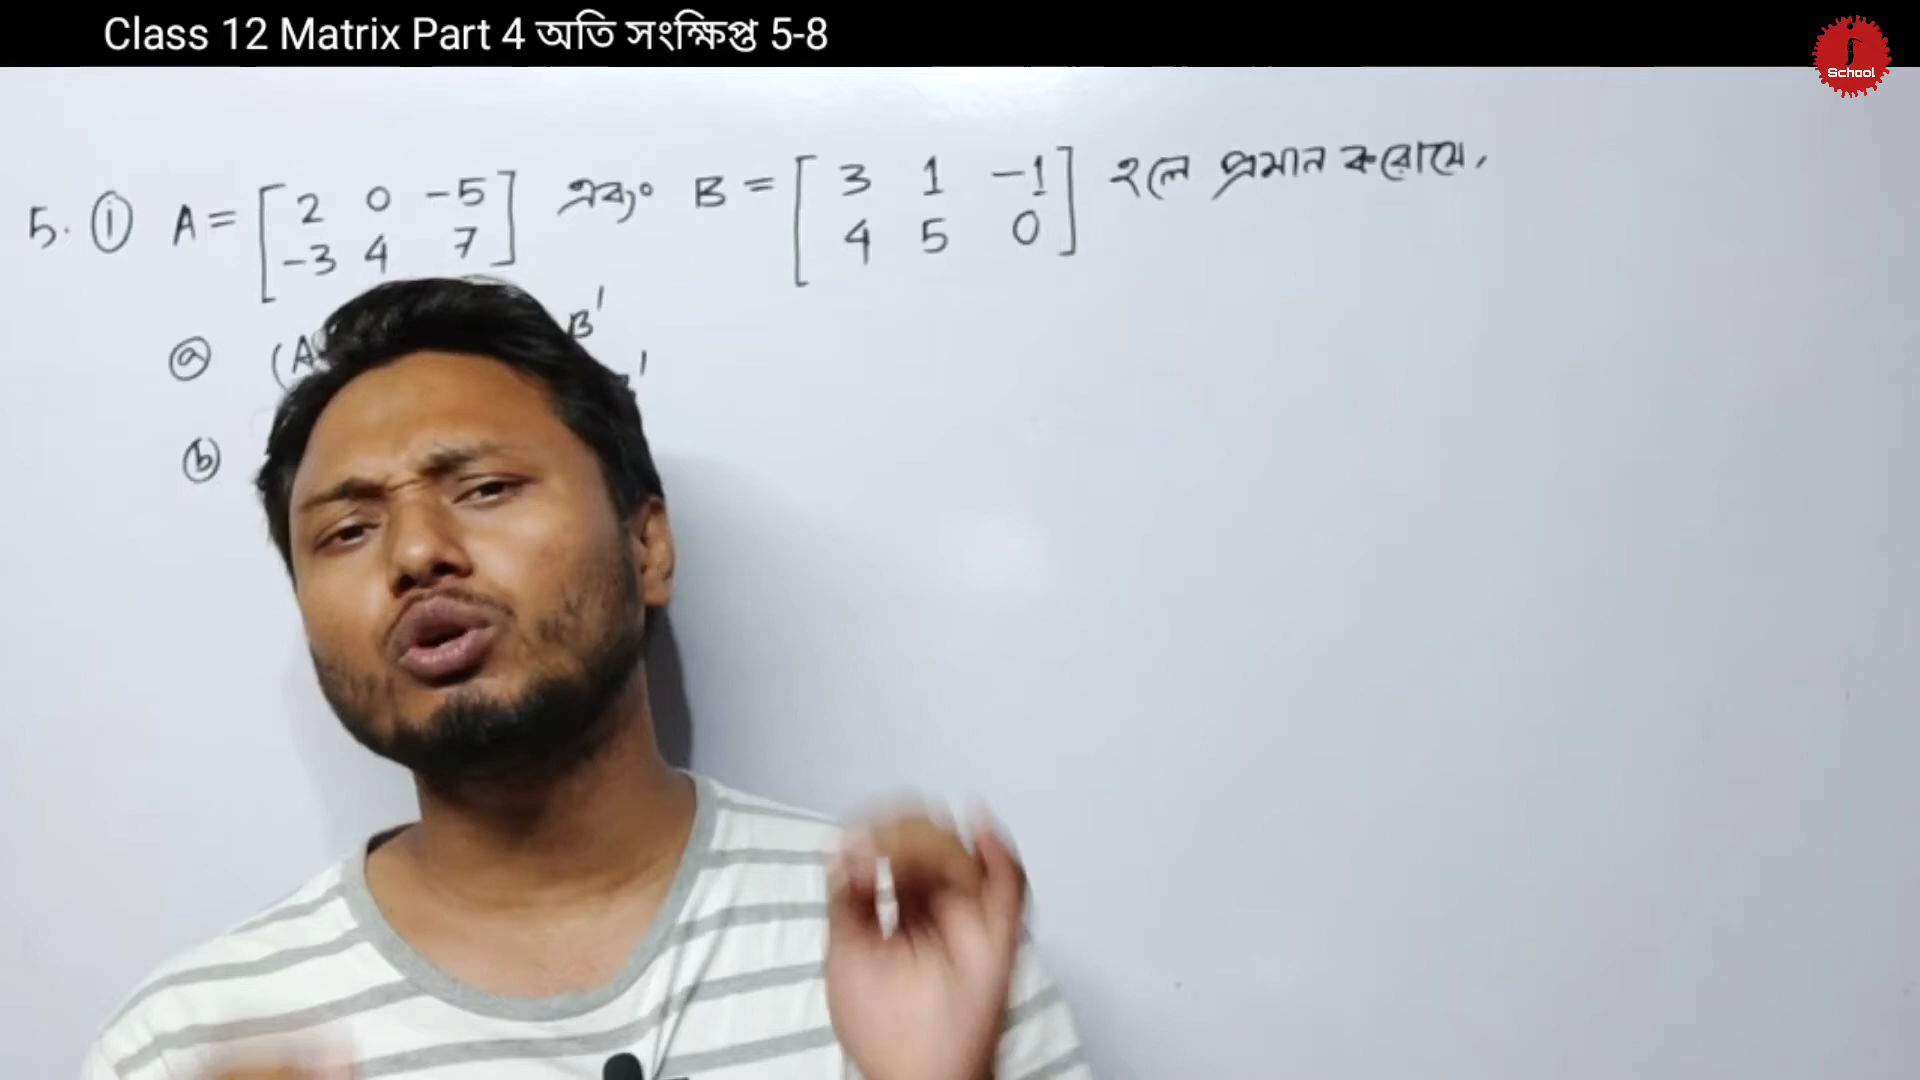 Class 12 Matrix Part 4 অতি সংক্ষিপ্ত 5-8
School
5. (i) A = [ 2 0 -5 ] এবং B = [ 3 1 -1 ] হলে প্রমান করো যে,
-3 4 7 4 5 0
(a) (A B'
'
(b)